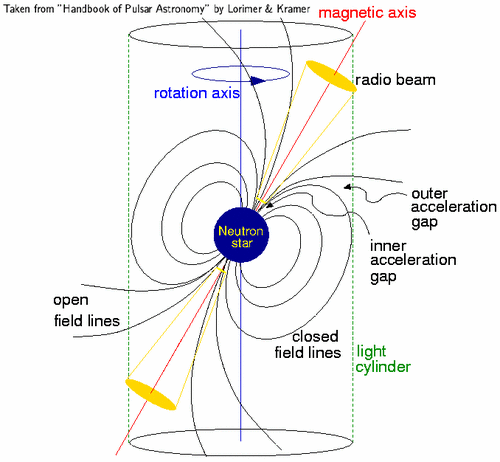 Taken from "Handbook of Pulsar Astronomy" by Lorimer & Kramer
magnetic axis
radio beam
rotation axis
outer
acceleration
gap
Neutron
star
inner
acceleration
gap
open
field lines
closed
field lines
light
cylinder